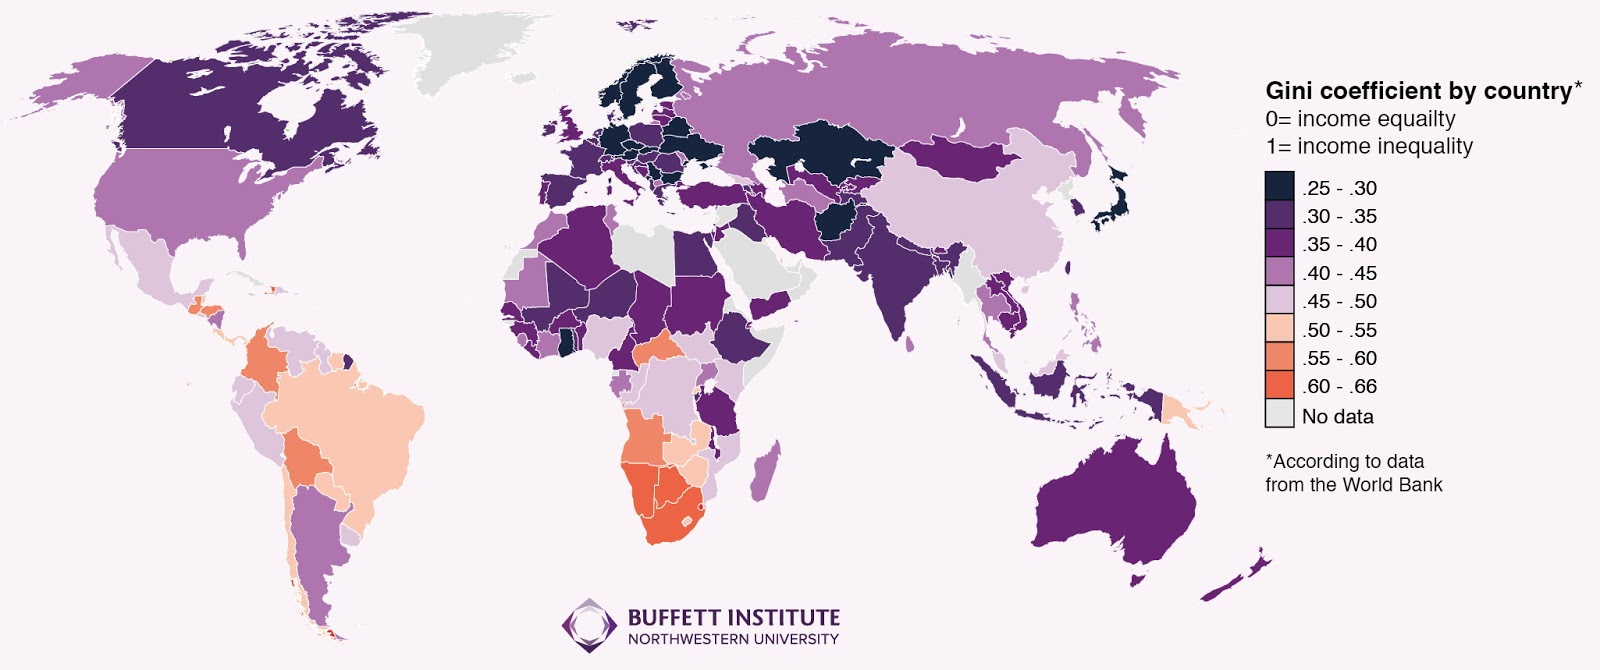 Gini coefficient by country*
0= income equailty
1= income inequality
.25 - .30
.30 - .35
.35 - .40
.40 - .45
.45 - .50
.50 - .55
.55 - .60
.60 - .66
No data
*According to data
from the World Bank
BUFFETT INSTITUTE
NORTHWESTERN UNIVERSITY